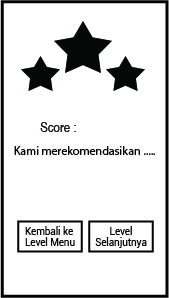 Score :
Kami merekomendasikan .....
Kembali ke
Level Menu
Level
Selanjutnya